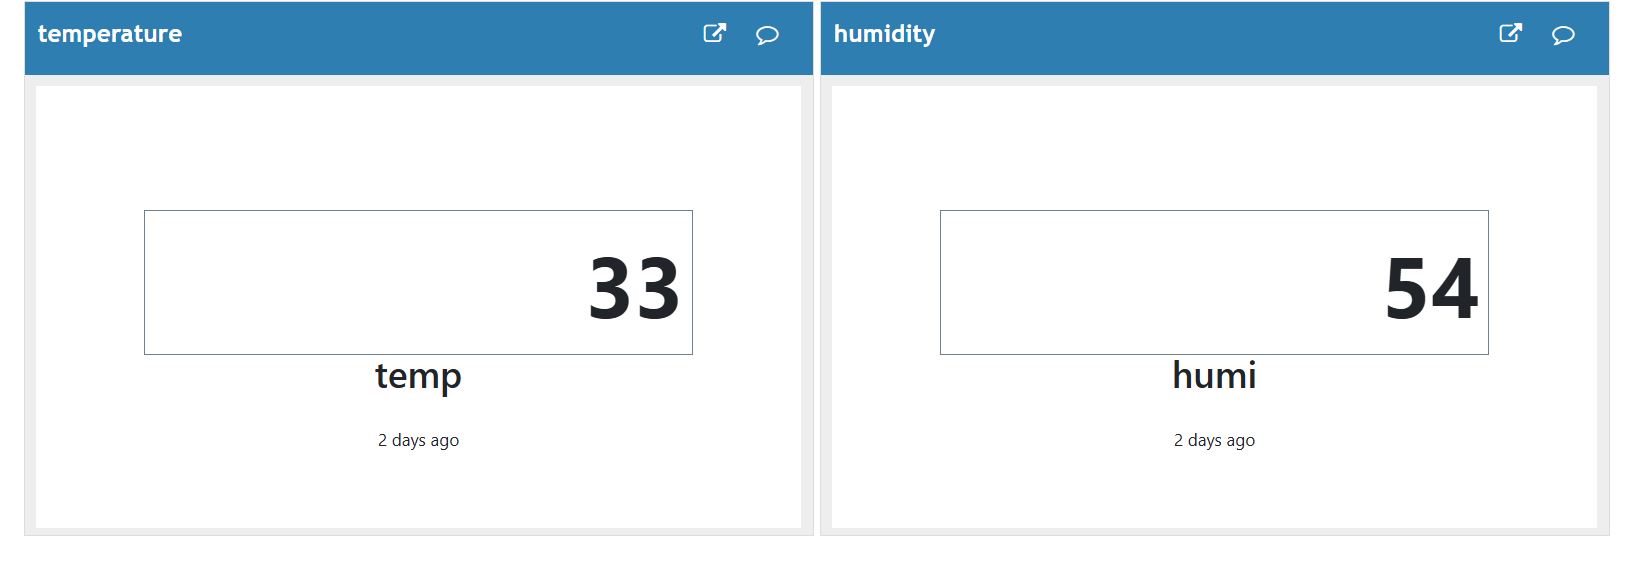 temperature
33
temp
2 days ago
humidity
54
humi
2 days ago